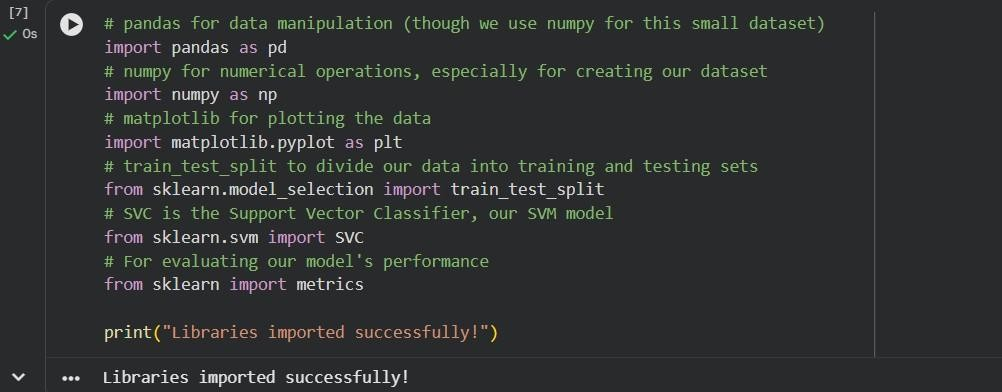 [7]
0s
# pandas for data manipulation (though we use numpy for this small dataset)
import pandas as pd
# numpy for numerical operations, especially for creating our dataset
import numpy as np
# matplotlib for plotting the data
import matplotlib.pyplot as plt
# train_test_split to divide our data into training and testing sets
from sklearn.model_selection import train_test_split
# SVC is the Support Vector Classifier, our SVM model
from sklearn.svm import SVC
# For evaluating our model's performance
from sklearn import metrics
print("Libraries imported successfully!")
Libraries imported successfully!